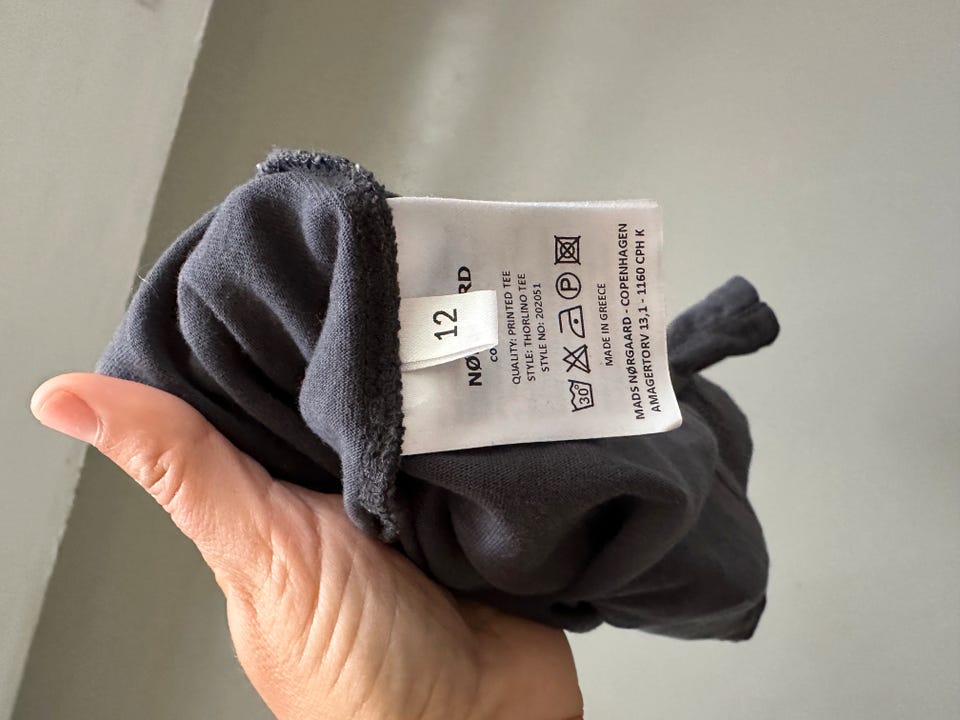 12
QUALITY: PRINTED TEE
STYLE: THORLINO TEE
STYLE NO: 202051
30°
P
MADE IN GREECE
MADS NØRGAARD - COPENHAGEN
AMAGERTORV 13,1 - 1160 CPH K